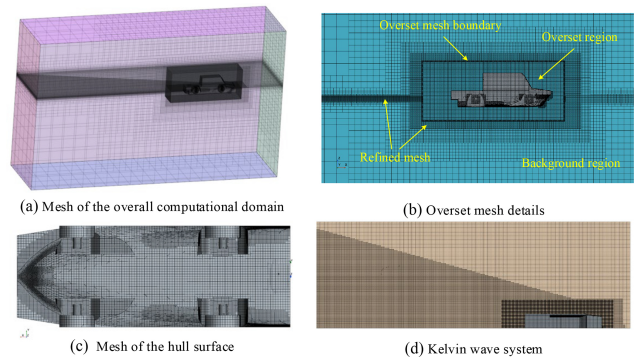 Overset mesh boundary
Overset region
Refined mesh
Background region
(a) Mesh of the overall computational domain
(b) Overset mesh details
(c) Mesh of the hull surface
(d) Kelvin wave system